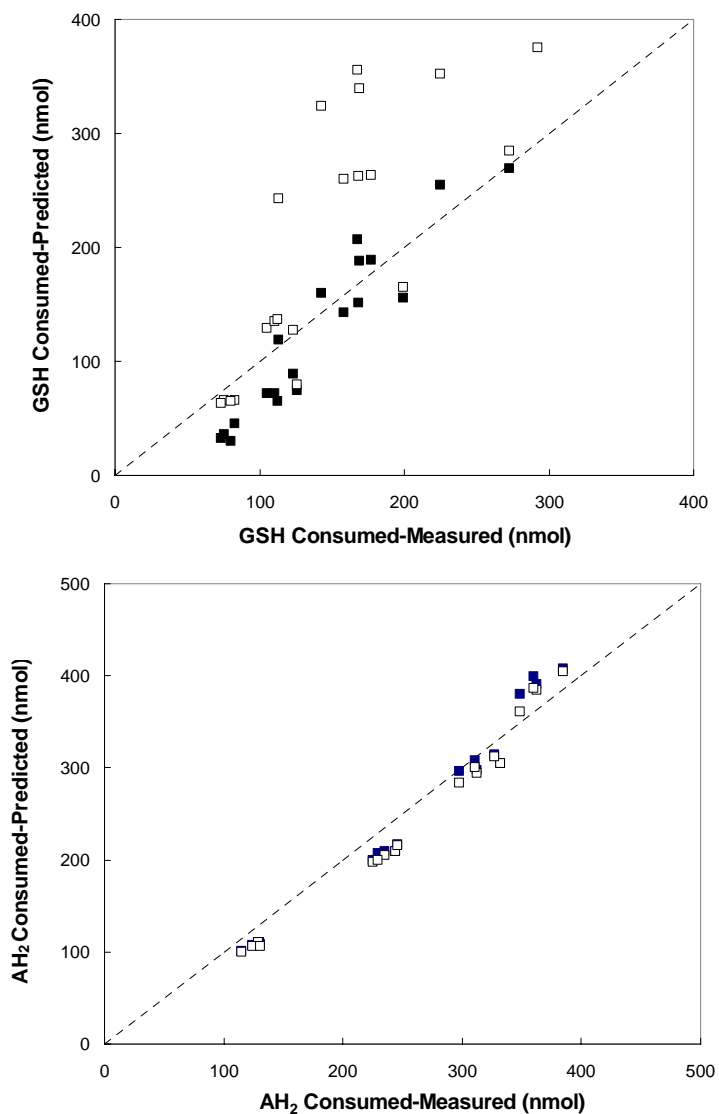 400
300
200
100
0
GSH Consumed-Predicted (nmol)
0 100 200 300 400
GSH Consumed-Measured (nmol)
500
400
300
200
100
0
AH₂ Consumed-Predicted (nmol)
0 100 200 300 400 500
AH₂ Consumed-Measured (nmol)